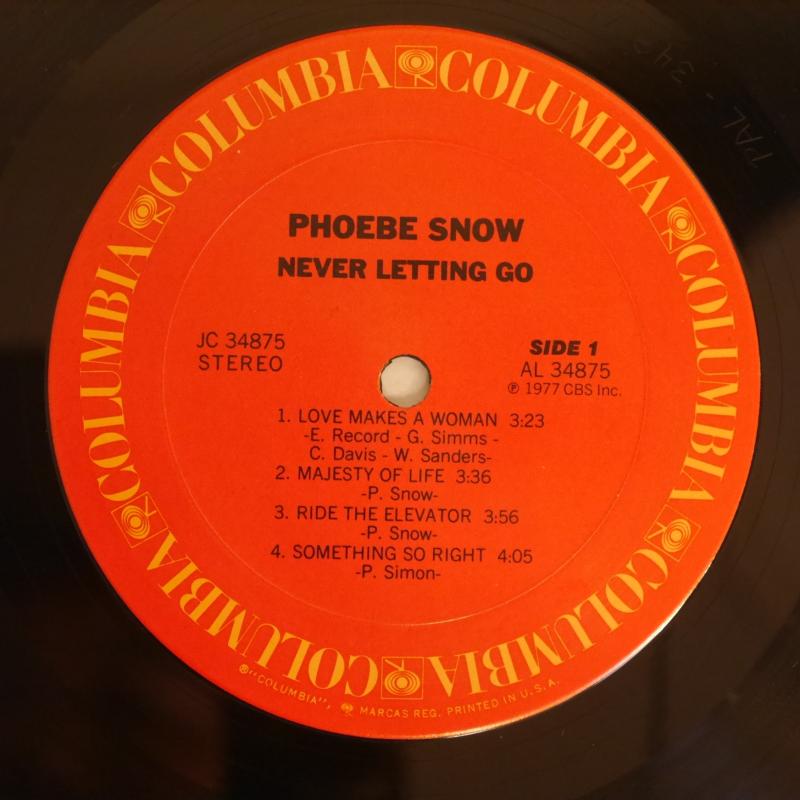 COLUMBIA COLUMBIA COLUMBIA COLUMBIA COLUMBIA COLUMBIA
PHOEBE SNOW
NEVER LETTING GO
JC 34875
STEREO
SIDE 1
AL 34875
℗ 1977 CBS Inc.
1. LOVE MAKES A WOMAN 3:23
-E. Record - G. Simms -
C. Davis - W. Sanders-
2. MAJESTY OF LIFE 3:36
-P. Snow-
3. RIDE THE ELEVATOR 3:56
-P. Snow-
4. SOMETHING SO RIGHT 4:05
-P. Simon-
®"COLUMBIA", MARCAS REG. PRINTED IN U.S.A.
PAL - 34